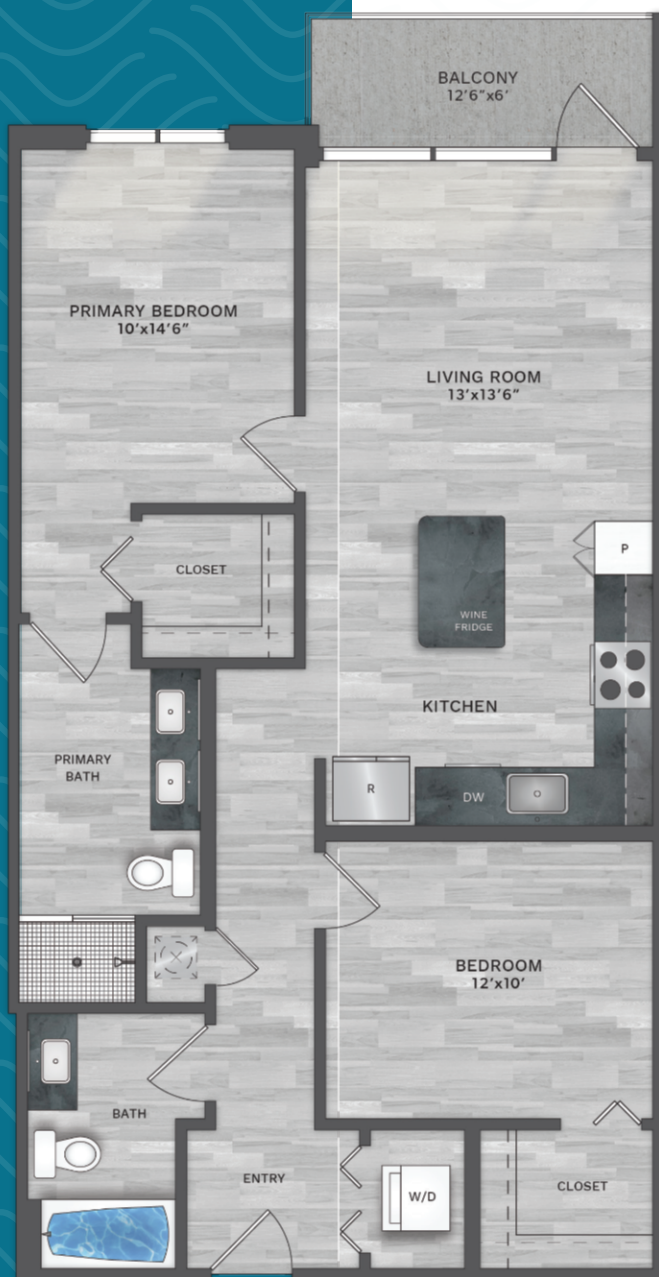 BALCONY
12'6"x6'
PRIMARY BEDROOM
10'x14'6"
LIVING ROOM
13'x13'6"
CLOSET
P
WINE
FRIDGE
KITCHEN
PRIMARY
BATH
R
DW
BEDROOM
12'x10'
BATH
ENTRY
W/D
CLOSET